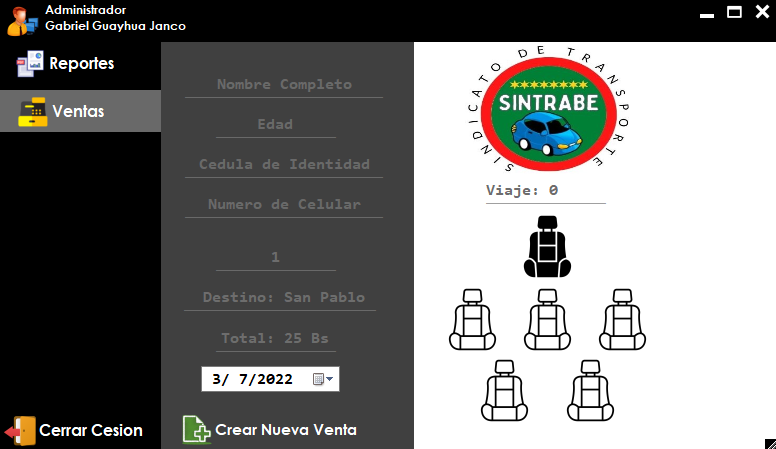 Administrador
Gabriel Guayhua Janco
Reportes
Ventas
Nombre Completo
Edad
Cedula de Identidad
Numero de Celular
1
Destino: San Pablo
Total: 25 Bs
3/ 7/2022
Cerrar Cesion
Crear Nueva Venta
SINDICATO DE TRANSPORTE
SINTRABE
Viaje: 0